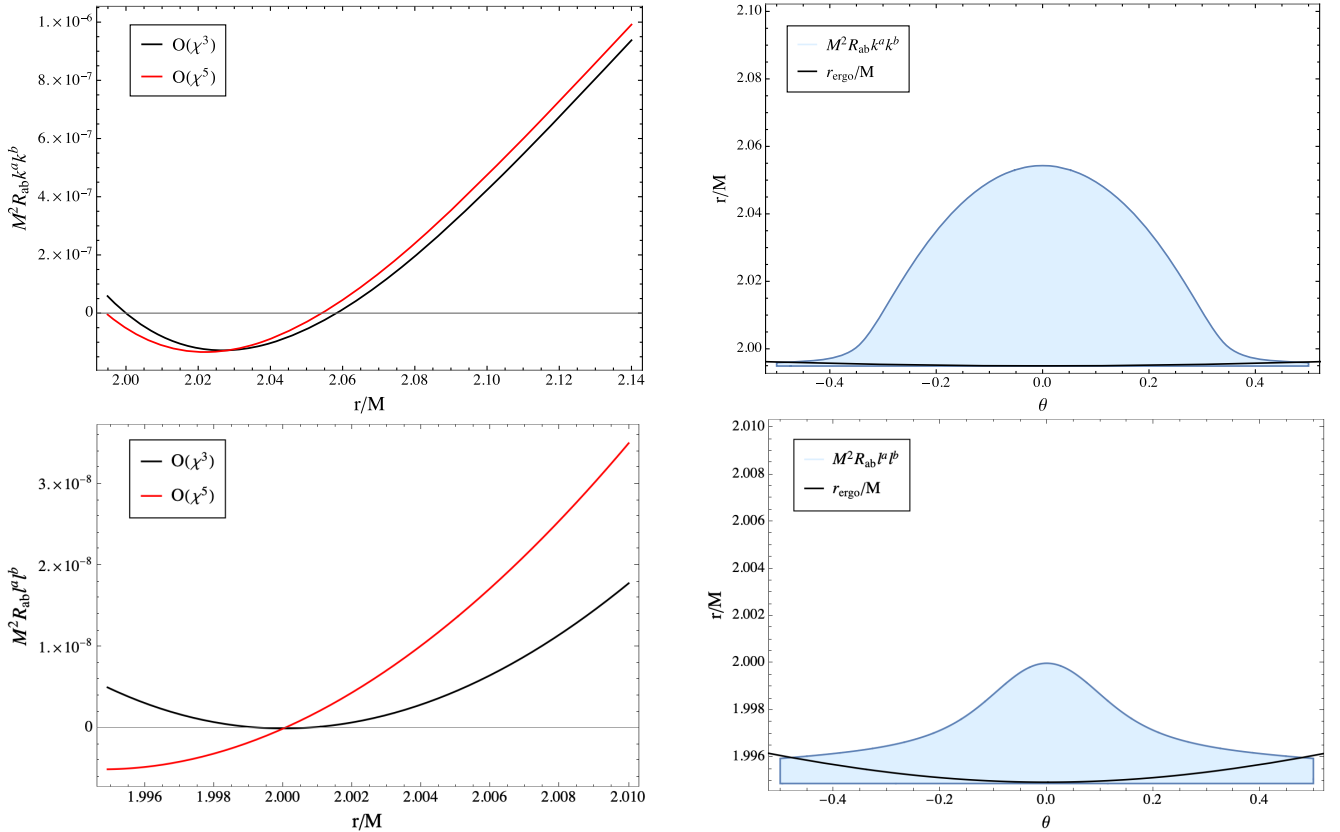 1.×10⁻⁶
8.×10⁻⁷
6.×10⁻⁷
4.×10⁻⁷
2.×10⁻⁷
0
M²R_ab k^a k^b
O(χ³)
O(χ⁵)
2.00 2.02 2.04 2.06 2.08 2.10 2.12 2.14
r/M
2.10
2.08
2.06
2.04
2.02
2.00
r/M
M²R_ab k^a k^b
r_ergo/M
−0.4 −0.2 0.0 0.2 0.4
θ
3.×10⁻⁸
2.×10⁻⁸
1.×10⁻⁸
0
M²R_ab l^a l^b
O(χ³)
O(χ⁵)
1.996 1.998 2.000 2.002 2.004 2.006 2.008 2.010
r/M
2.010
2.008
2.006
2.004
2.002
2.000
1.998
1.996
r/M
M²R_ab l^a l^b
r_ergo/M
−0.4 −0.2 0.0 0.2 0.4
θ